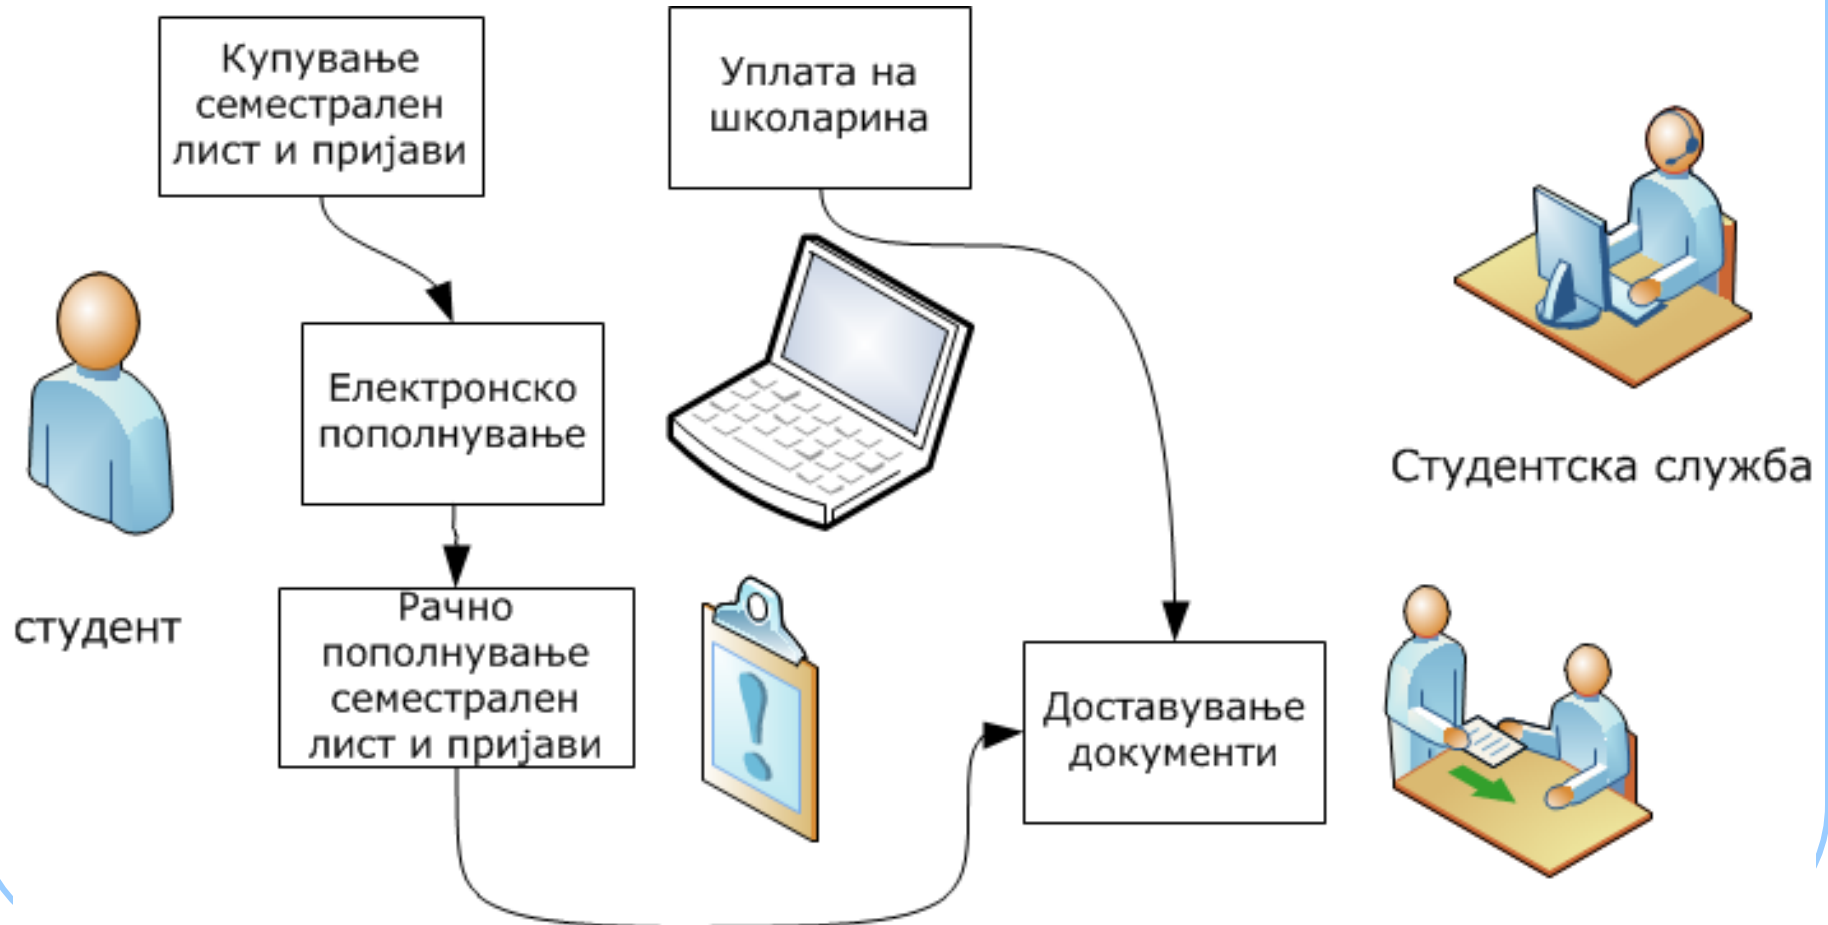 Купување
семестрален
лист и пријави
Уплата на
школарина
Електронско
пополнување
Студентска служба
студент
Рачно
пополнување
семестрален
лист и пријави
Доставување
документи